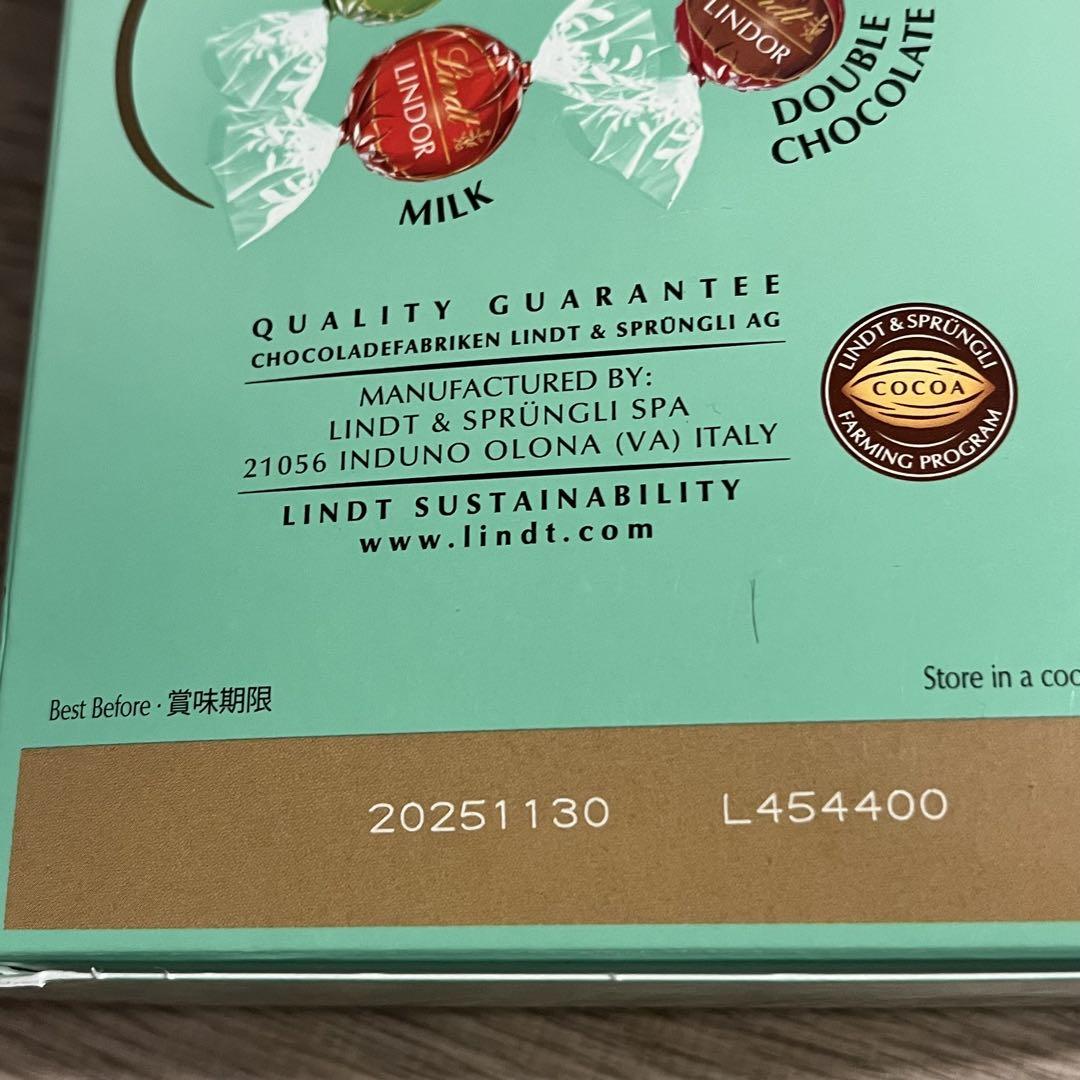 Lindt
LINDOR
MILK
Lindt
LINDOR
DOUBLE
CHOCOLATE
QUALITY GUARANTEE
CHOCOLADEFABRIKEN LINDT & SPRÜNGLI AG
MANUFACTURED BY:
LINDT & SPRÜNGLI SPA
21056 INDUNO OLONA (VA) ITALY
LINDT SUSTAINABILITY
www.lindt.com
LINDT & SPRÜNGLI
COCOA
FARMING PROGRAM
Store in a
Best Before · 賞味期限
20251130 L454400